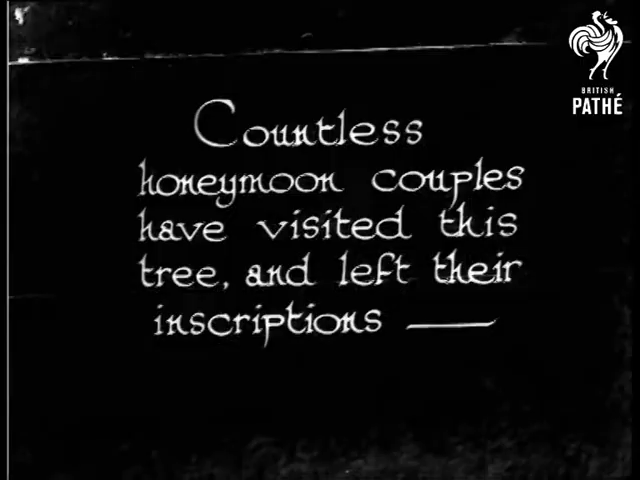 BRITISH
PATHÉ
Countless
honeymoon couples
have visited this
tree, and left their
inscriptions —